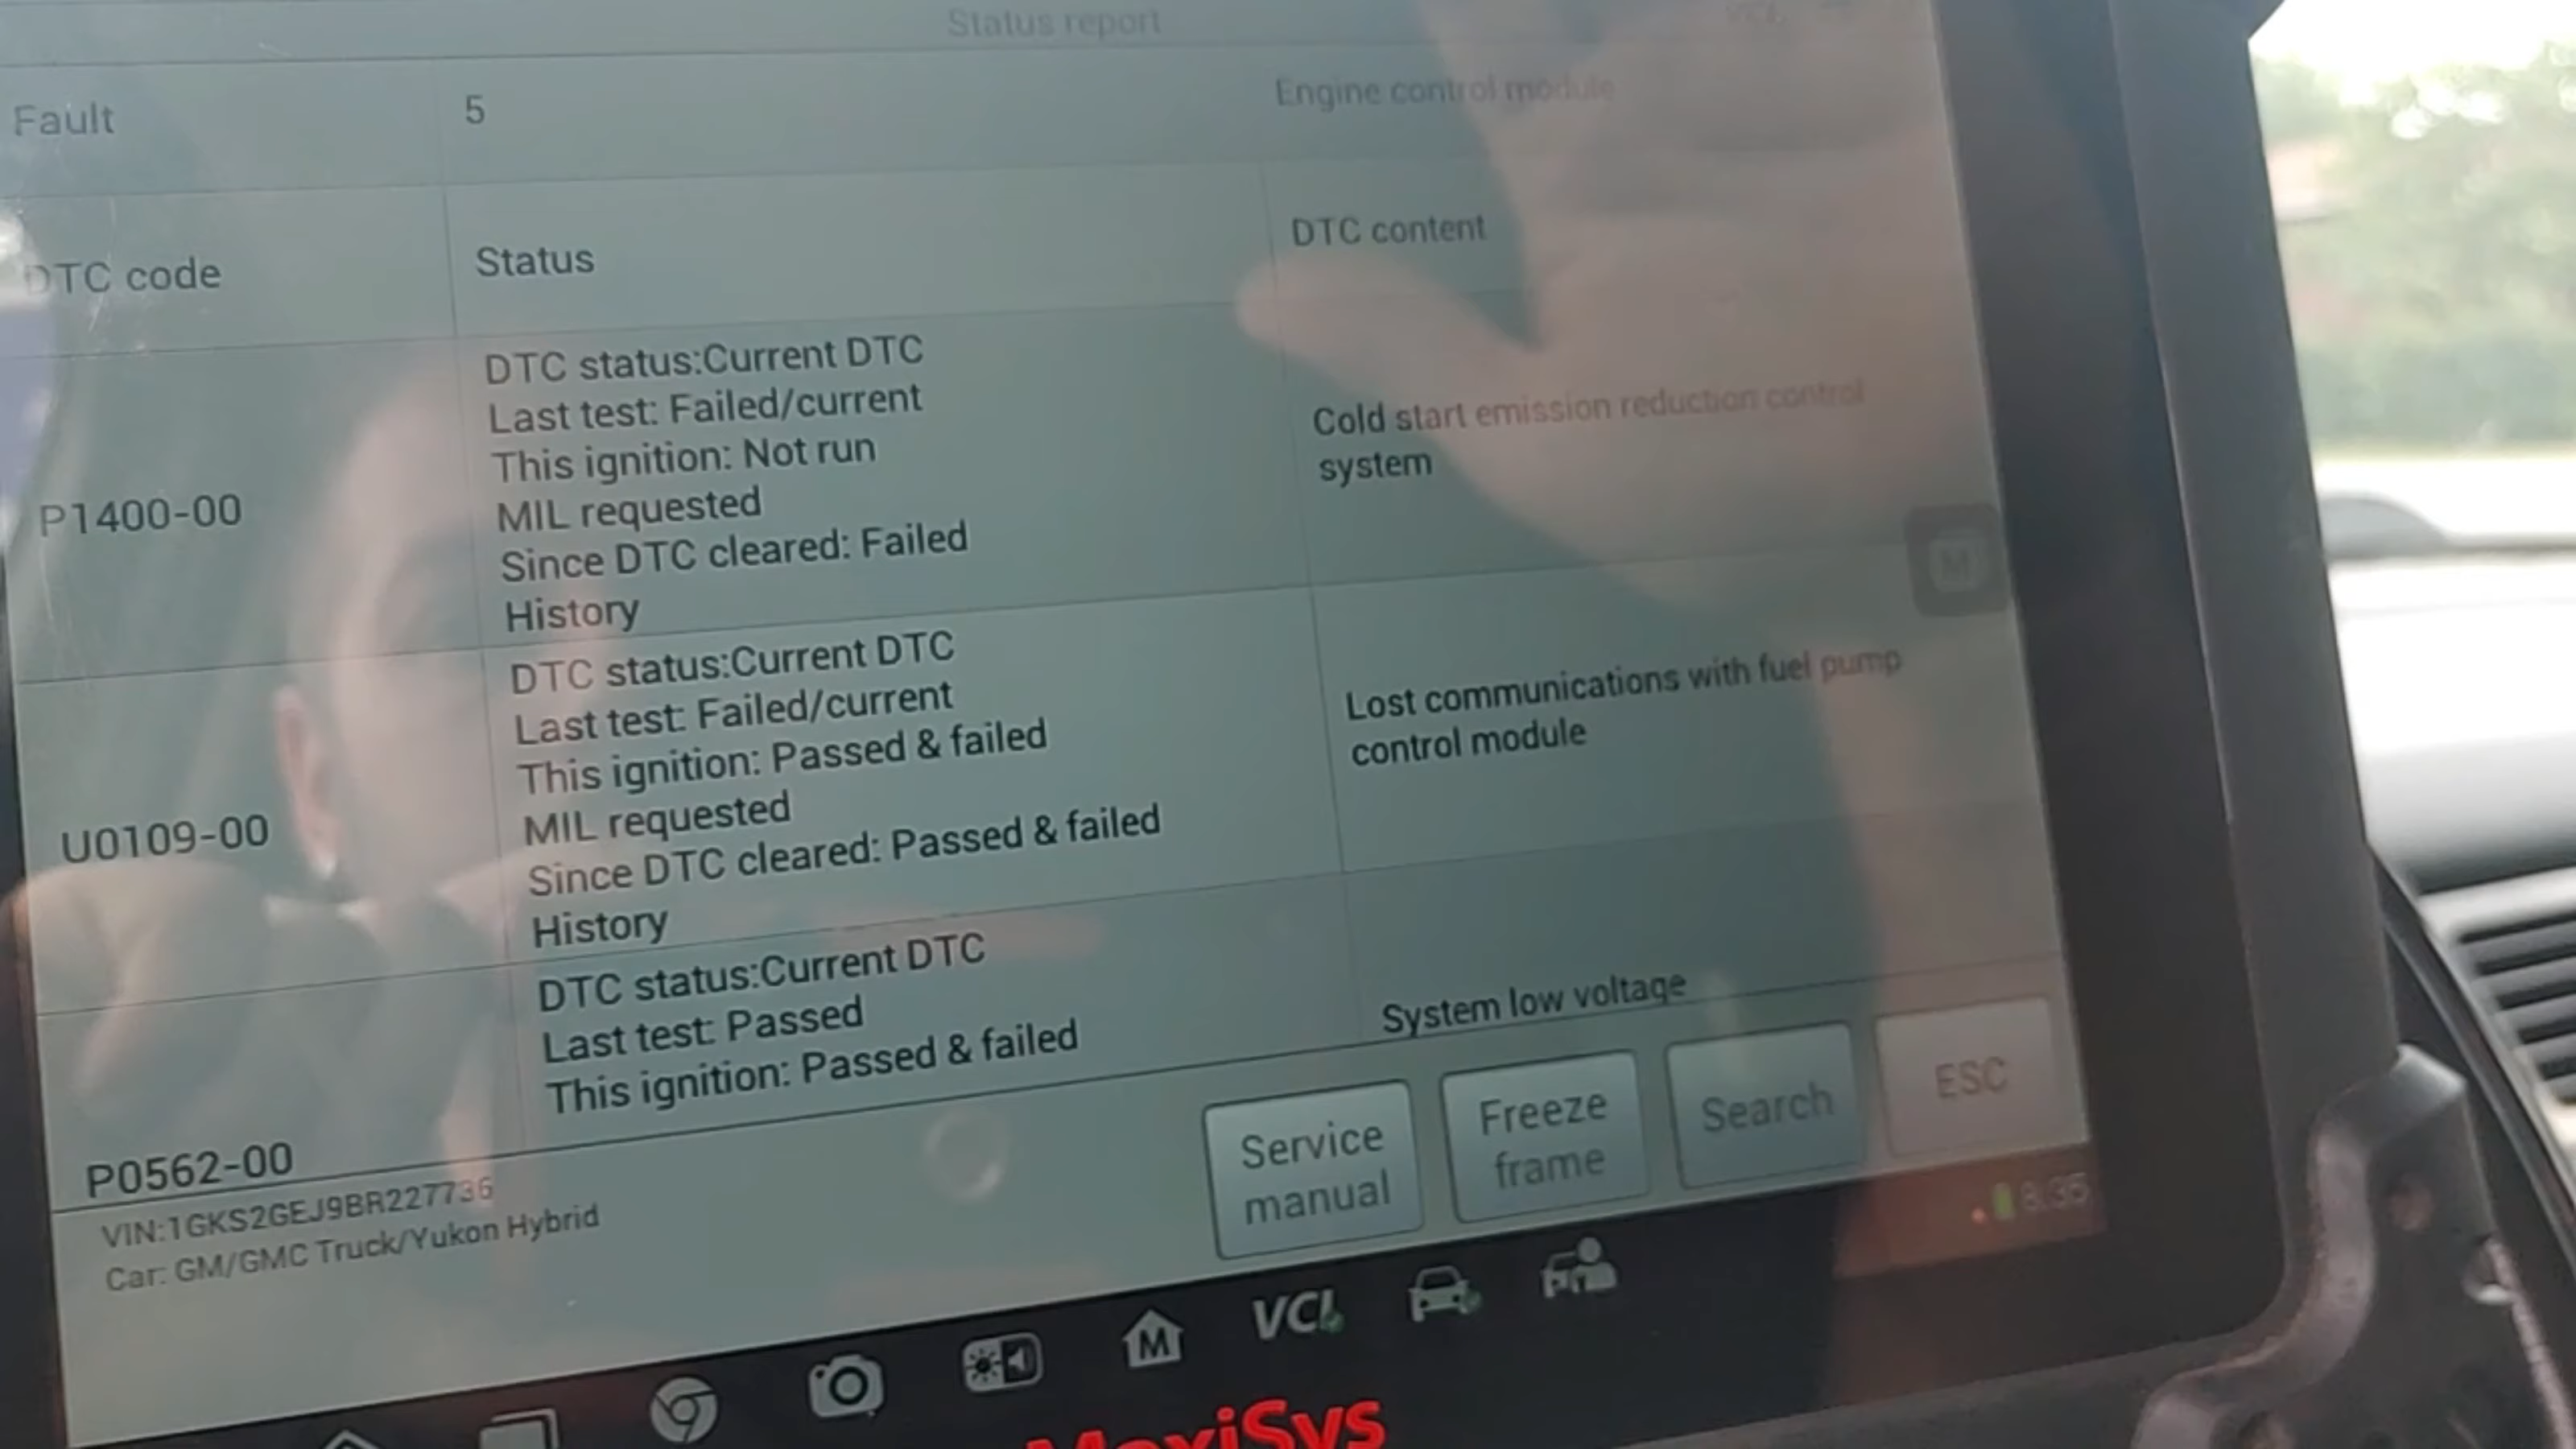 Status report
Fault 5 Engine control module
DTC code Status DTC content
P1400-00
DTC status:Current DTC
Last test: Failed/current
This ignition: Not run
MIL requested
Since DTC cleared: Failed
History
Cold start emission reduction control
system
U0109-00
DTC status:Current DTC
Last test: Failed/current
This ignition: Passed & failed
MIL requested
Since DTC cleared: Passed & failed
History
Lost communications with fuel pump
control module
P0562-00
DTC status:Current DTC
Last test: Passed
This ignition: Passed & failed
System low voltage
VIN:1GKS2GEJ9BR227736
Car: GM/GMC Truck/Yukon Hybrid
Service
manual
Freeze
frame
Search
ESC
8:35
M
M
VCI
MaxiSys